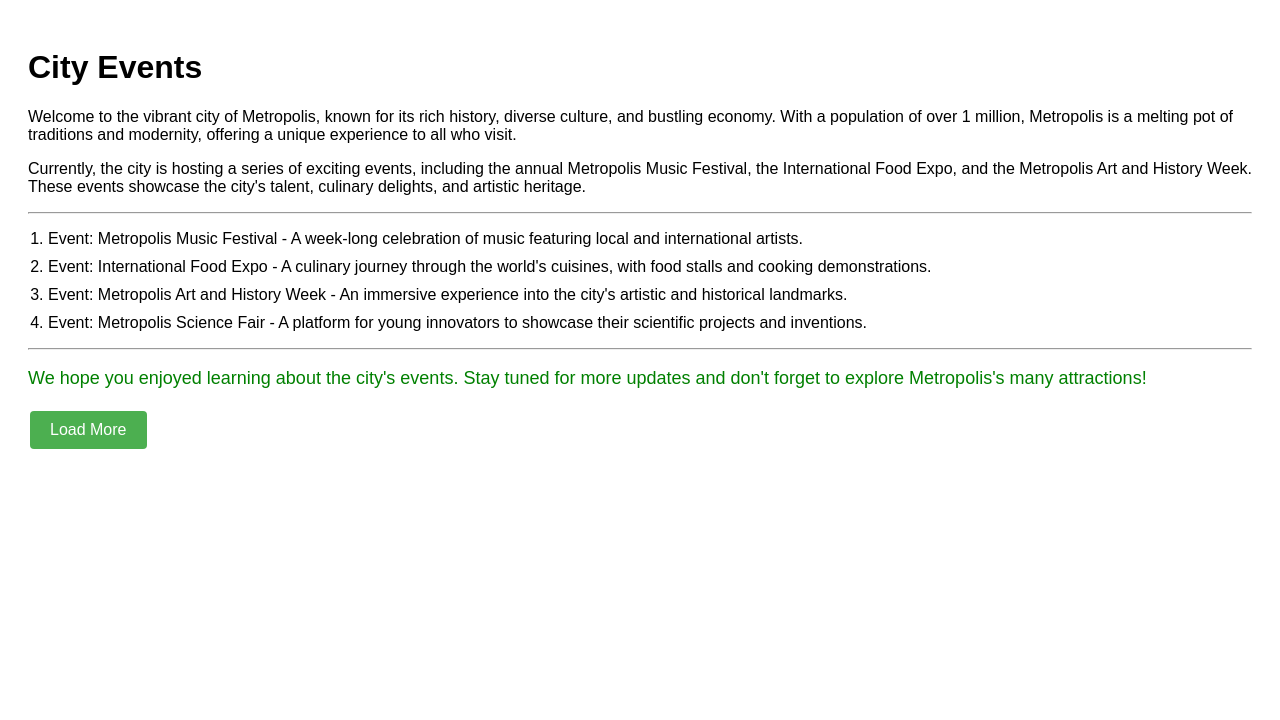 City Events
Welcome to the vibrant city of Metropolis, known for its rich history, diverse culture, and bustling economy. With a population of over 1 million, Metropolis is a melting pot of
traditions and modernity, offering a unique experience to all who visit.
Currently, the city is hosting a series of exciting events, including the annual Metropolis Music Festival, the International Food Expo, and the Metropolis Art and History Week.
These events showcase the city's talent, culinary delights, and artistic heritage.
1. Event: Metropolis Music Festival - A week-long celebration of music featuring local and international artists.
2. Event: International Food Expo - A culinary journey through the world's cuisines, with food stalls and cooking demonstrations.
3. Event: Metropolis Art and History Week - An immersive experience into the city's artistic and historical landmarks.
4. Event: Metropolis Science Fair - A platform for young innovators to showcase their scientific projects and inventions.
We hope you enjoyed learning about the city's events. Stay tuned for more updates and don't forget to explore Metropolis's many attractions!
Load More